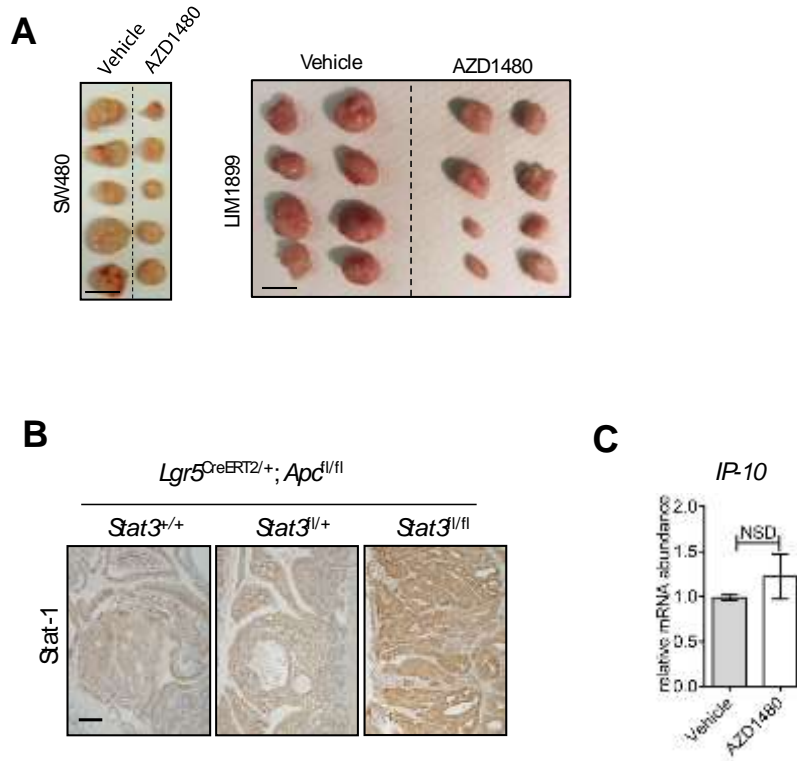 A
Vehicle
AZD1480
SW480
Vehicle
AZD1480
LIM1899
B
Lgr5CreERT2/+; Apcfl/fl
Stat3+/+
Stat3fl/+
Stat3fl/fl
Stat-1
C
IP-10
relative mRNA abundance
2.0
1.5
1.0
0.5
0.0
NSD
Vehicle
AZD1480